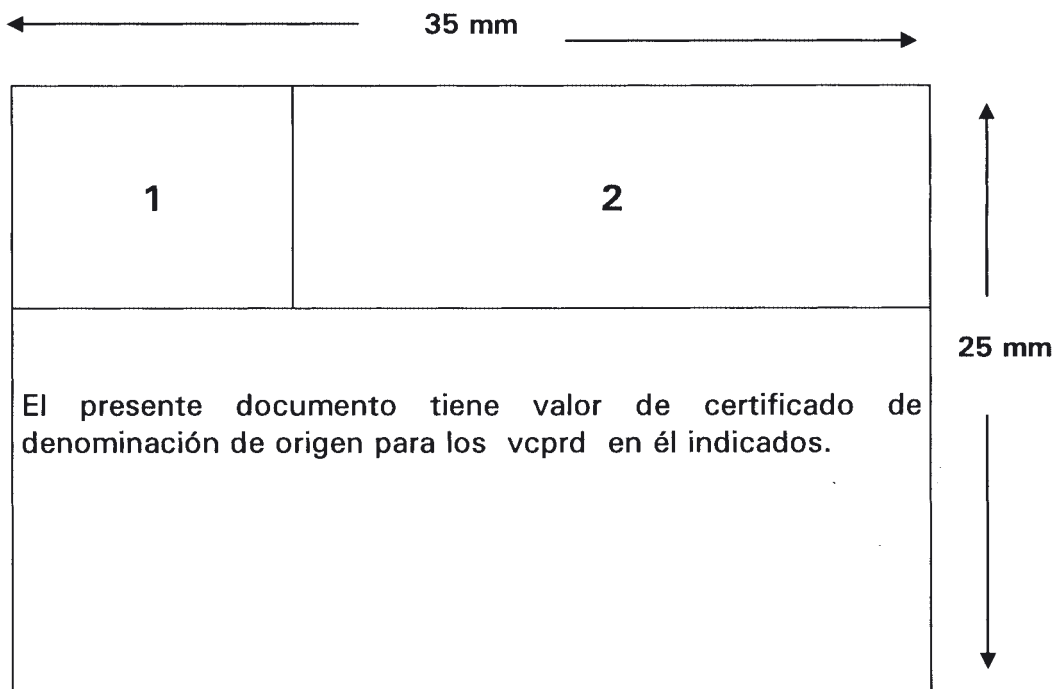 35 mm
1 2
25 mm
El presente documento tiene valor de certificado de
denominación de origen para los vcprd en él indicados.